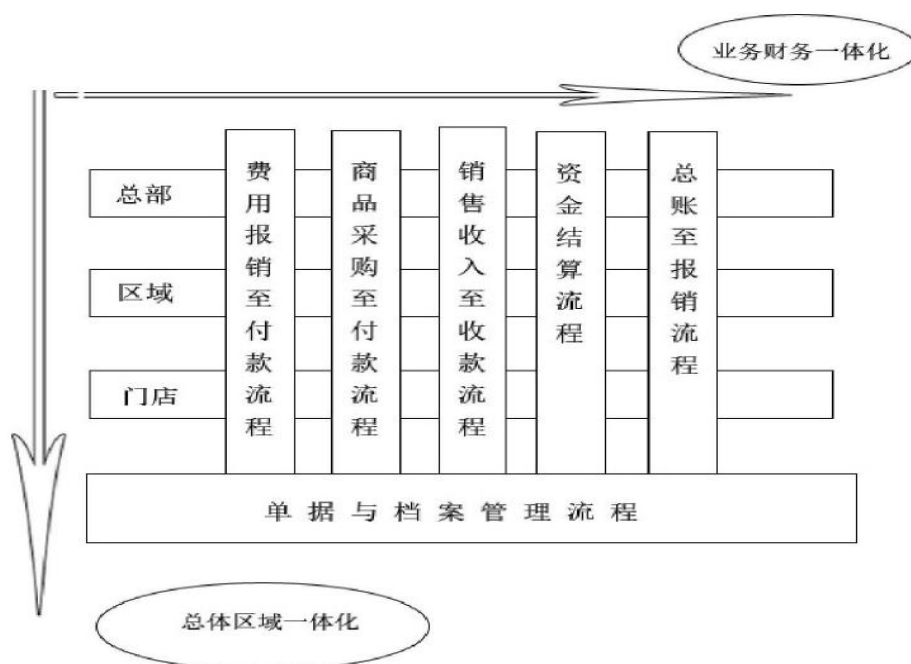 业务财务一体化
总部
区域
门店
费用报销至付款流程
商品采购至付款流程
销售收入至收款流程
资金结算流程
总账至报销流程
单据与档案管理流程
总体区域一体化